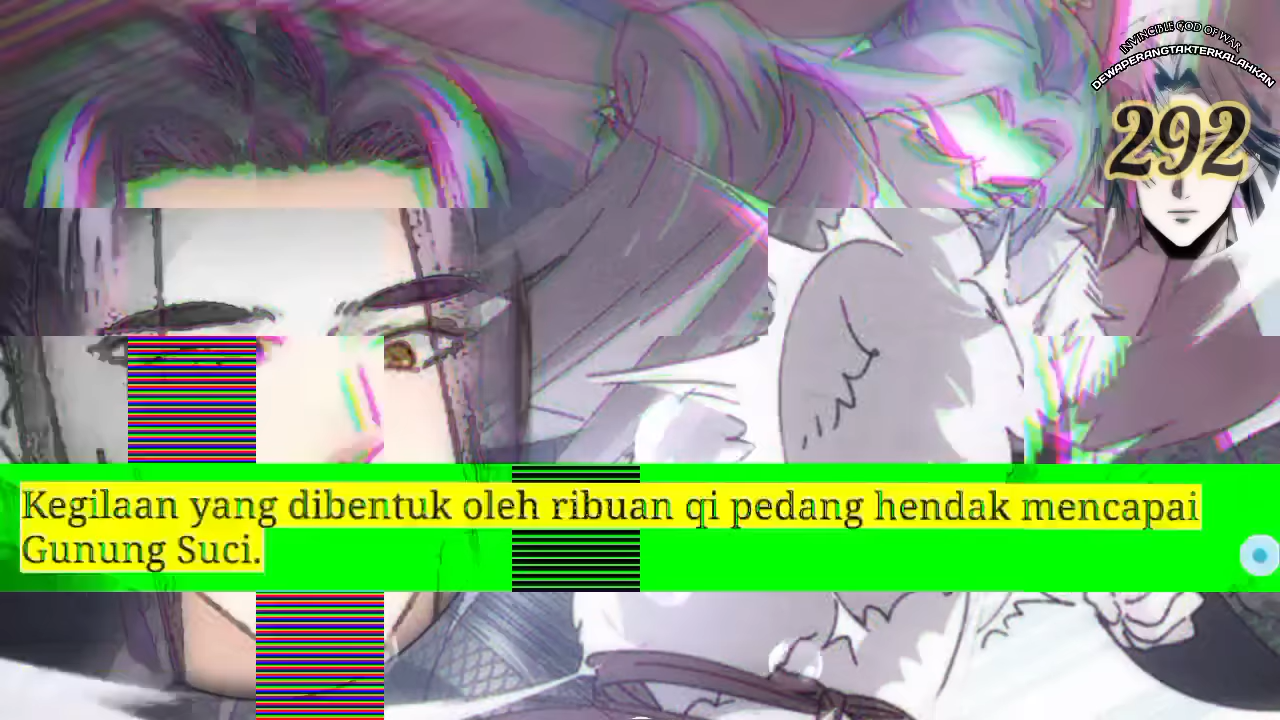 INVINCIBLE GOD OF WAR
DEWAPERANGTAKTERKALAHKAN
292
Kegilaan yang dibentuk oleh ribuan qi pedang hendak mencapai
Gunung Suci.